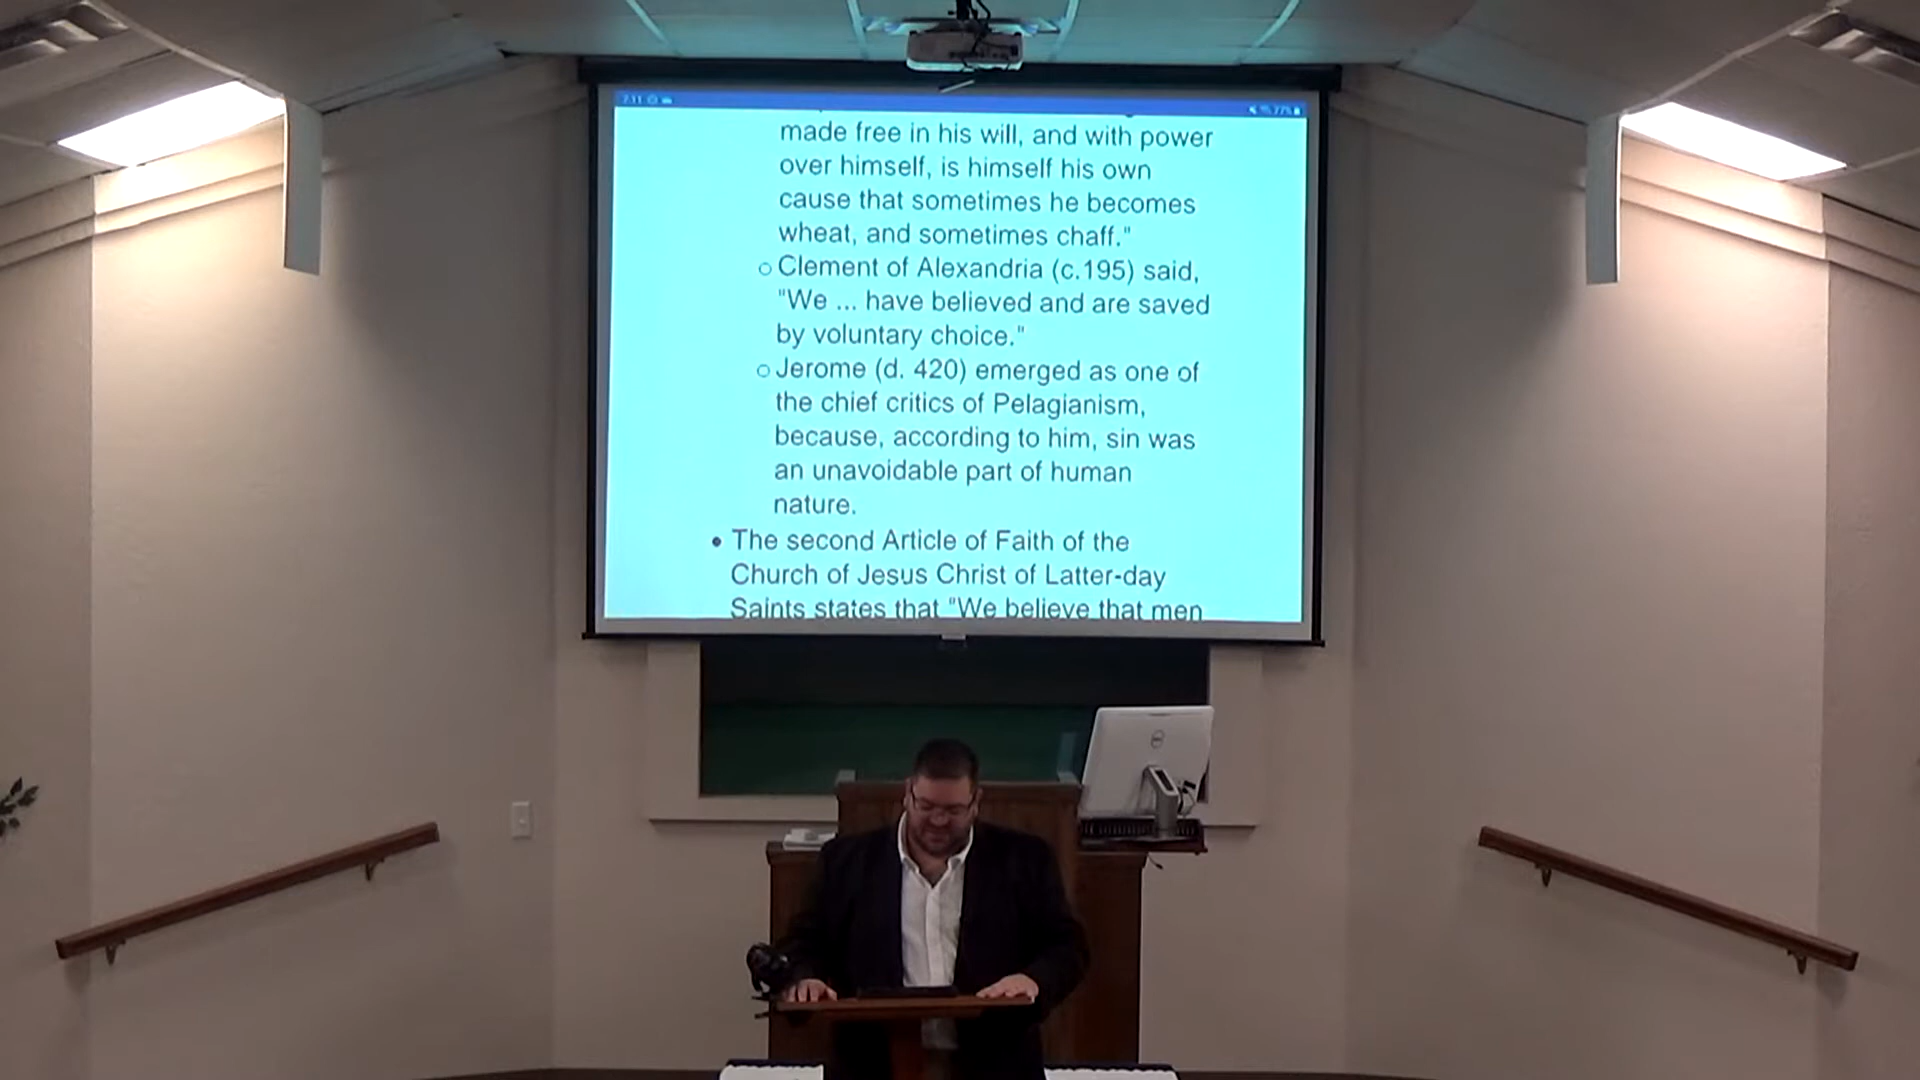 7:11
77%
made free in his will, and with power
over himself, is himself his own
cause that sometimes he becomes
wheat, and sometimes chaff."
○ Clement of Alexandria (c.195) said,
"We ... have believed and are saved
by voluntary choice."
○ Jerome (d. 420) emerged as one of
the chief critics of Pelagianism,
because, according to him, sin was
an unavoidable part of human
nature.
• The second Article of Faith of the
Church of Jesus Christ of Latter-day
Saints states that "We believe that men
DELL